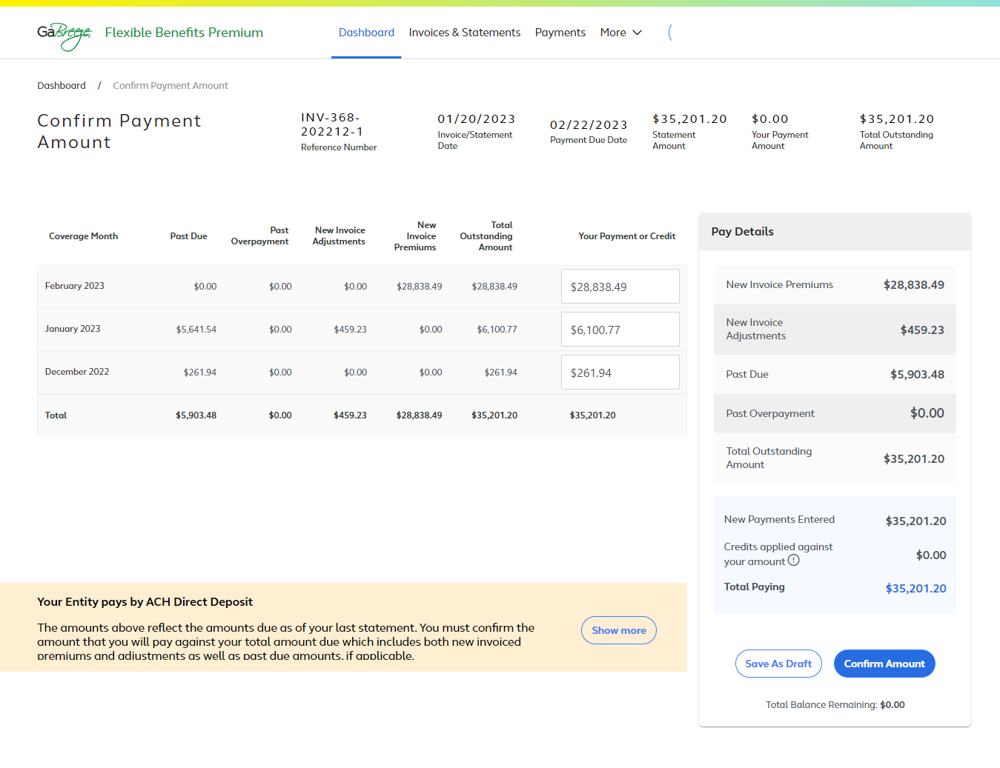 GaBreeze Flexible Benefits Premium Dashboard Invoices & Statements Payments More
Dashboard / Confirm Payment Amount
Confirm Payment
Amount
INV-368-
202212-1
Reference Number
01/20/2023
Invoice/Statement
Date
02/22/2023
Payment Due Date
$35,201.20
Statement
Amount
$0.00
Your Payment
Amount
$35,201.20
Total Outstanding
Amount
Coverage Month
Past Due
Past
Overpayment
New Invoice
Adjustments
New
Invoice
Premiums
Total
Outstanding
Amount
Your Payment or Credit
February 2023 $0.00 $0.00 $0.00 $28,838.49 $28,838.49 $28,838.49
January 2023 $5,641.54 $0.00 $459.23 $0.00 $6,100.77 $6,100.77
December 2022 $261.94 $0.00 $0.00 $0.00 $261.94 $261.94
Total $5,903.48 $0.00 $459.23 $28,838.49 $35,201.20 $35,201.20
Your Entity pays by ACH Direct Deposit
The amounts above reflect the amounts due as of your last statement. You must confirm the
amount that you will pay against your total amount due which includes both new invoiced
premiums and adjustments as well as past due amounts, if applicable.
Show more
Pay Details
New Invoice Premiums $28,838.49
New Invoice
Adjustments
$459.23
Past Due $5,903.48
Past Overpayment $0.00
Total Outstanding
Amount
$35,201.20
New Payments Entered $35,201.20
Credits applied against
your amount
$0.00
Total Paying $35,201.20
Save As Draft Confirm Amount
Total Balance Remaining: $0.00